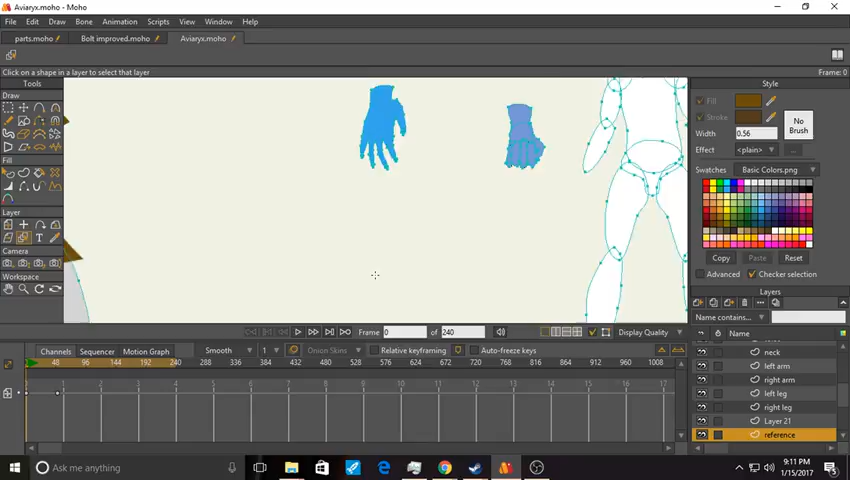 Aviaryx.moho - Moho
File Edit Draw Bone Animation Scripts View Window Help
parts.moho Bolt improved.moho Aviaryx.moho
Click on a shape in a layer to select that layer Frame: 0
Tools
Draw
Fill
Layer
T
Camera
Workspace
Style
Fill
Stroke
No Brush
Width 0.56
Effect <plain> ...
Swatches Basic Colors.png
Copy Paste Reset
Advanced Checker selection
Layers
Name contains...
Name
neck
left arm
right arm
left leg
right leg
Layer 21
reference
Frame 0 of 240 Display Quality
Channels Sequencer Motion Graph Smooth 1 Onion Skins Relative keyframing Auto-freeze keys
0 48 96 144 192 240 288 336 384 432 480 528 576 624 672 720 768 816 864 912 960 1008
1 2 3 4 5 6 7 8 9 10 11 12 13 14 15 16 17
Ask me anything
9:11 PM
1/15/2017